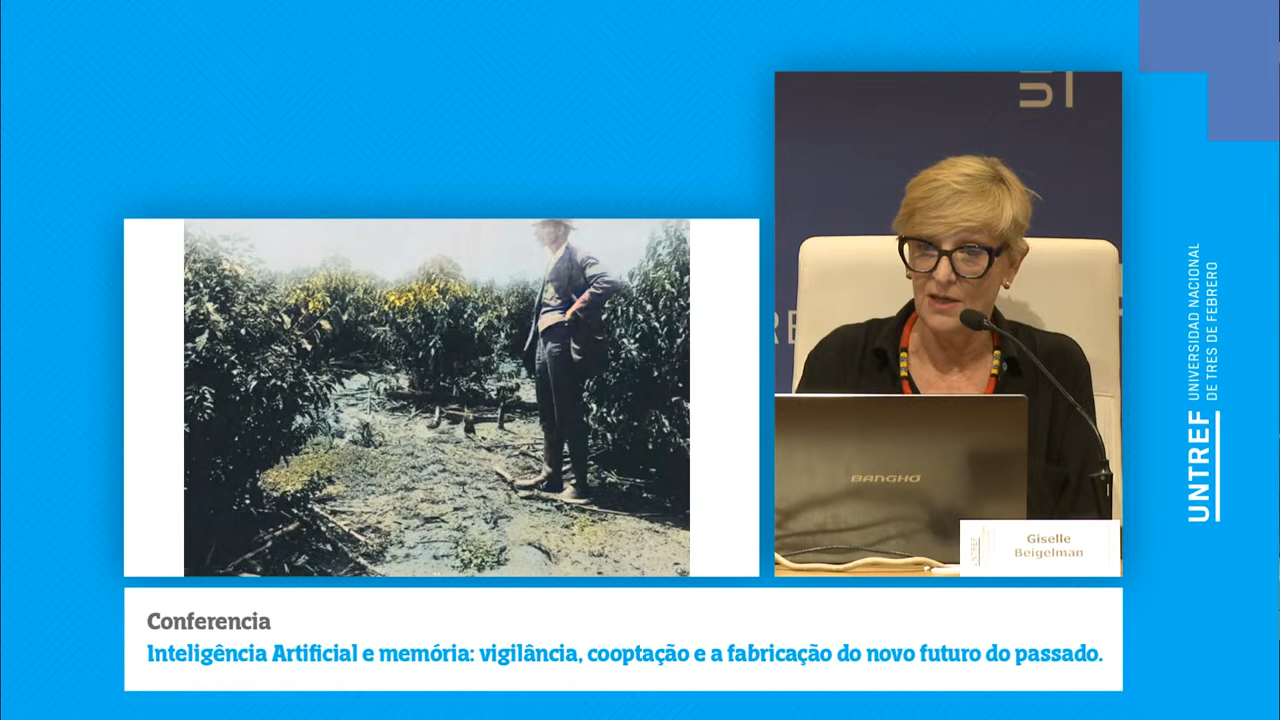 BANGHO
Giselle
Beigelman
UNTREF
Conferencia
Inteligência Artificial e memória: vigilância, cooptação e a fabricação do novo futuro do passado.
UNTREF
UNIVERSIDAD NACIONAL
DE TRES DE FEBRERO